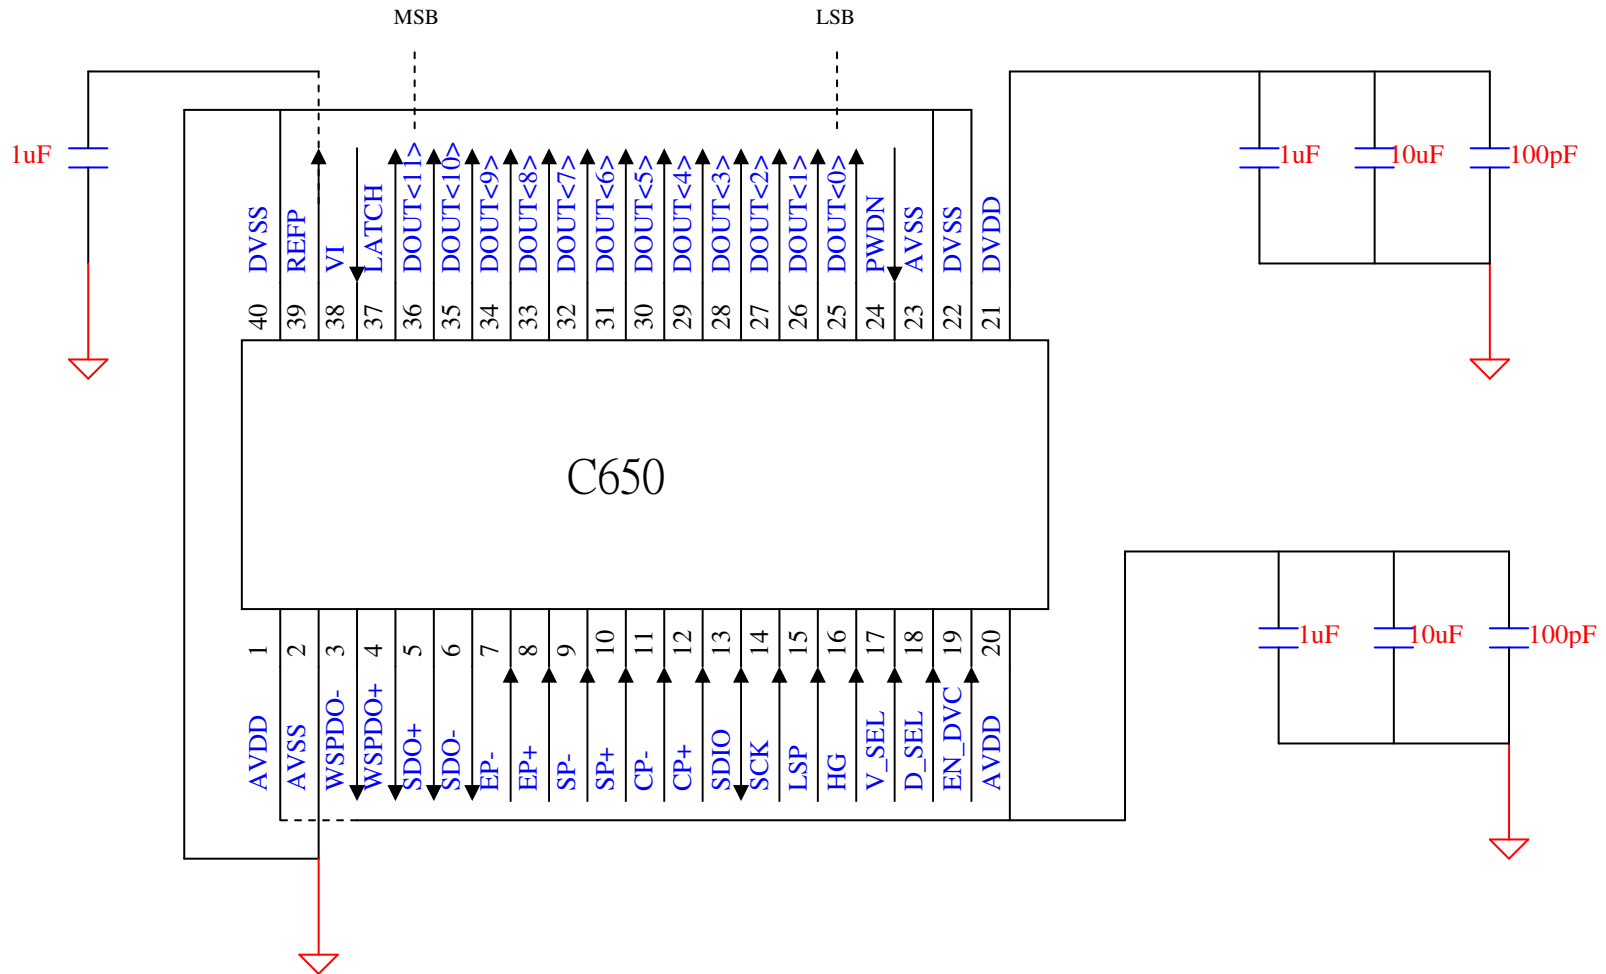 MSB
LSB
1uF
1uF
10uF
100pF
DVSS
REFP
VI
LATCH
DOUT<11>
DOUT<10>
DOUT<9>
DOUT<8>
DOUT<7>
DOUT<6>
DOUT<5>
DOUT<4>
DOUT<3>
DOUT<2>
DOUT<1>
DOUT<0>
PWDN
AVSS
DVSS
DVDD
40
39
38
37
36
35
34
33
32
31
30
29
28
27
26
25
24
23
22
21
C650
1
2
3
4
5
6
7
8
9
10
11
12
13
14
15
16
17
18
19
20
1uF
10uF
100pF
AVDD
AVSS
WSPDO-
WSPDO+
SDO+
SDO-
EP-
EP+
SP-
SP+
CP-
CP+
SDIO
SCK
LSP
HG
V_SEL
D_SEL
EN_DVC
AVDD